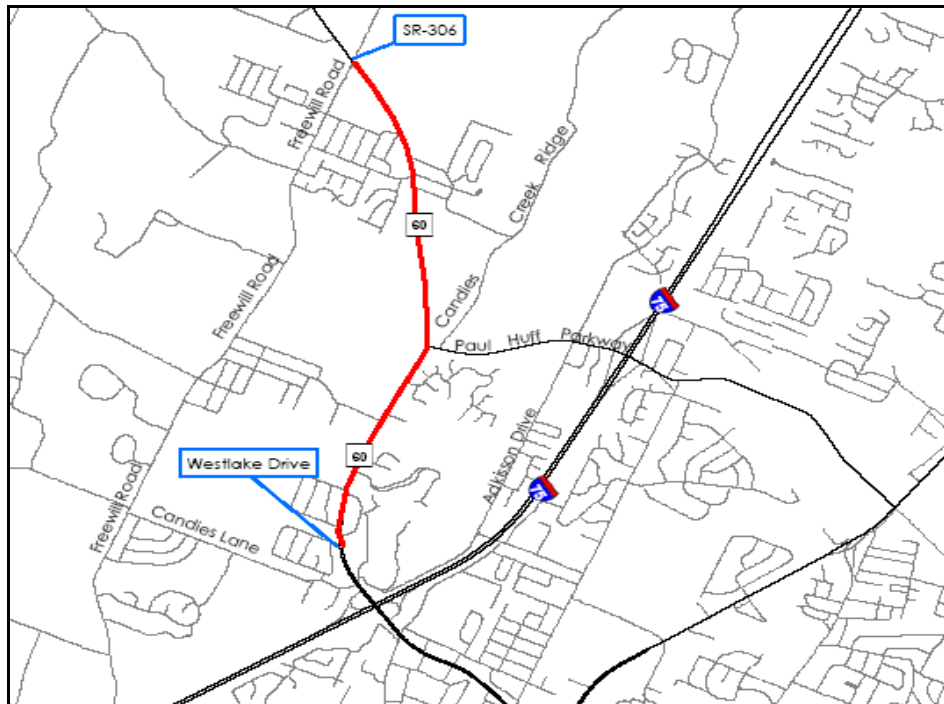 SR-306
Freewill Road
Creek Ridge
60
Freewill Road
Candies
75
Paul Huff Parkway
Adkisson Drive
60
Westlake Drive
75
Freewill Road
Candies Lane